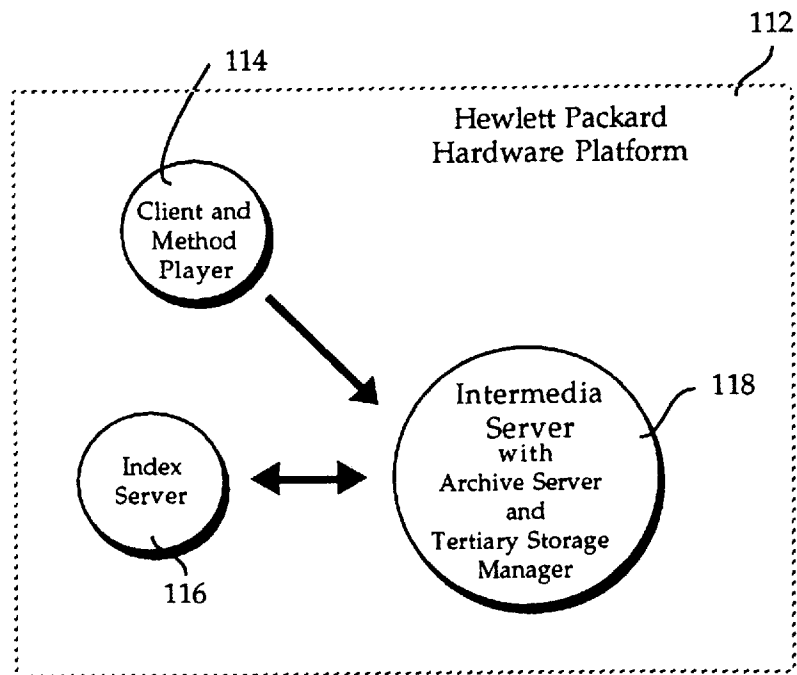 112
114
Hewlett Packard
Hardware Platform
Client and
Method
Player
118
Intermedia
Server
with
Archive Server
and
Tertiary Storage
Manager
Index
Server
116